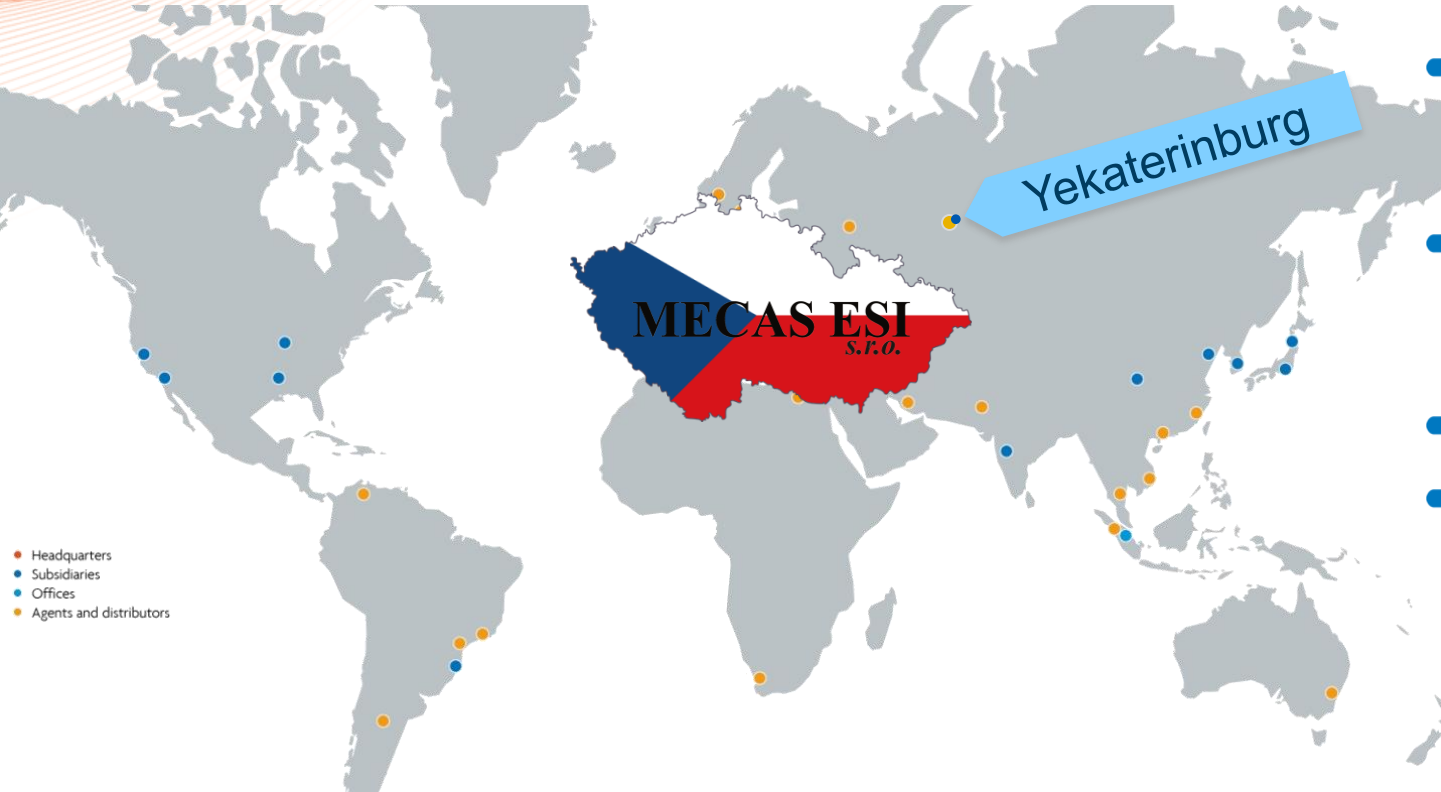 Yekaterinburg
MECAS ESI
s.r.o.
Headquarters
Subsidiaries
Offices
Agents and distributors